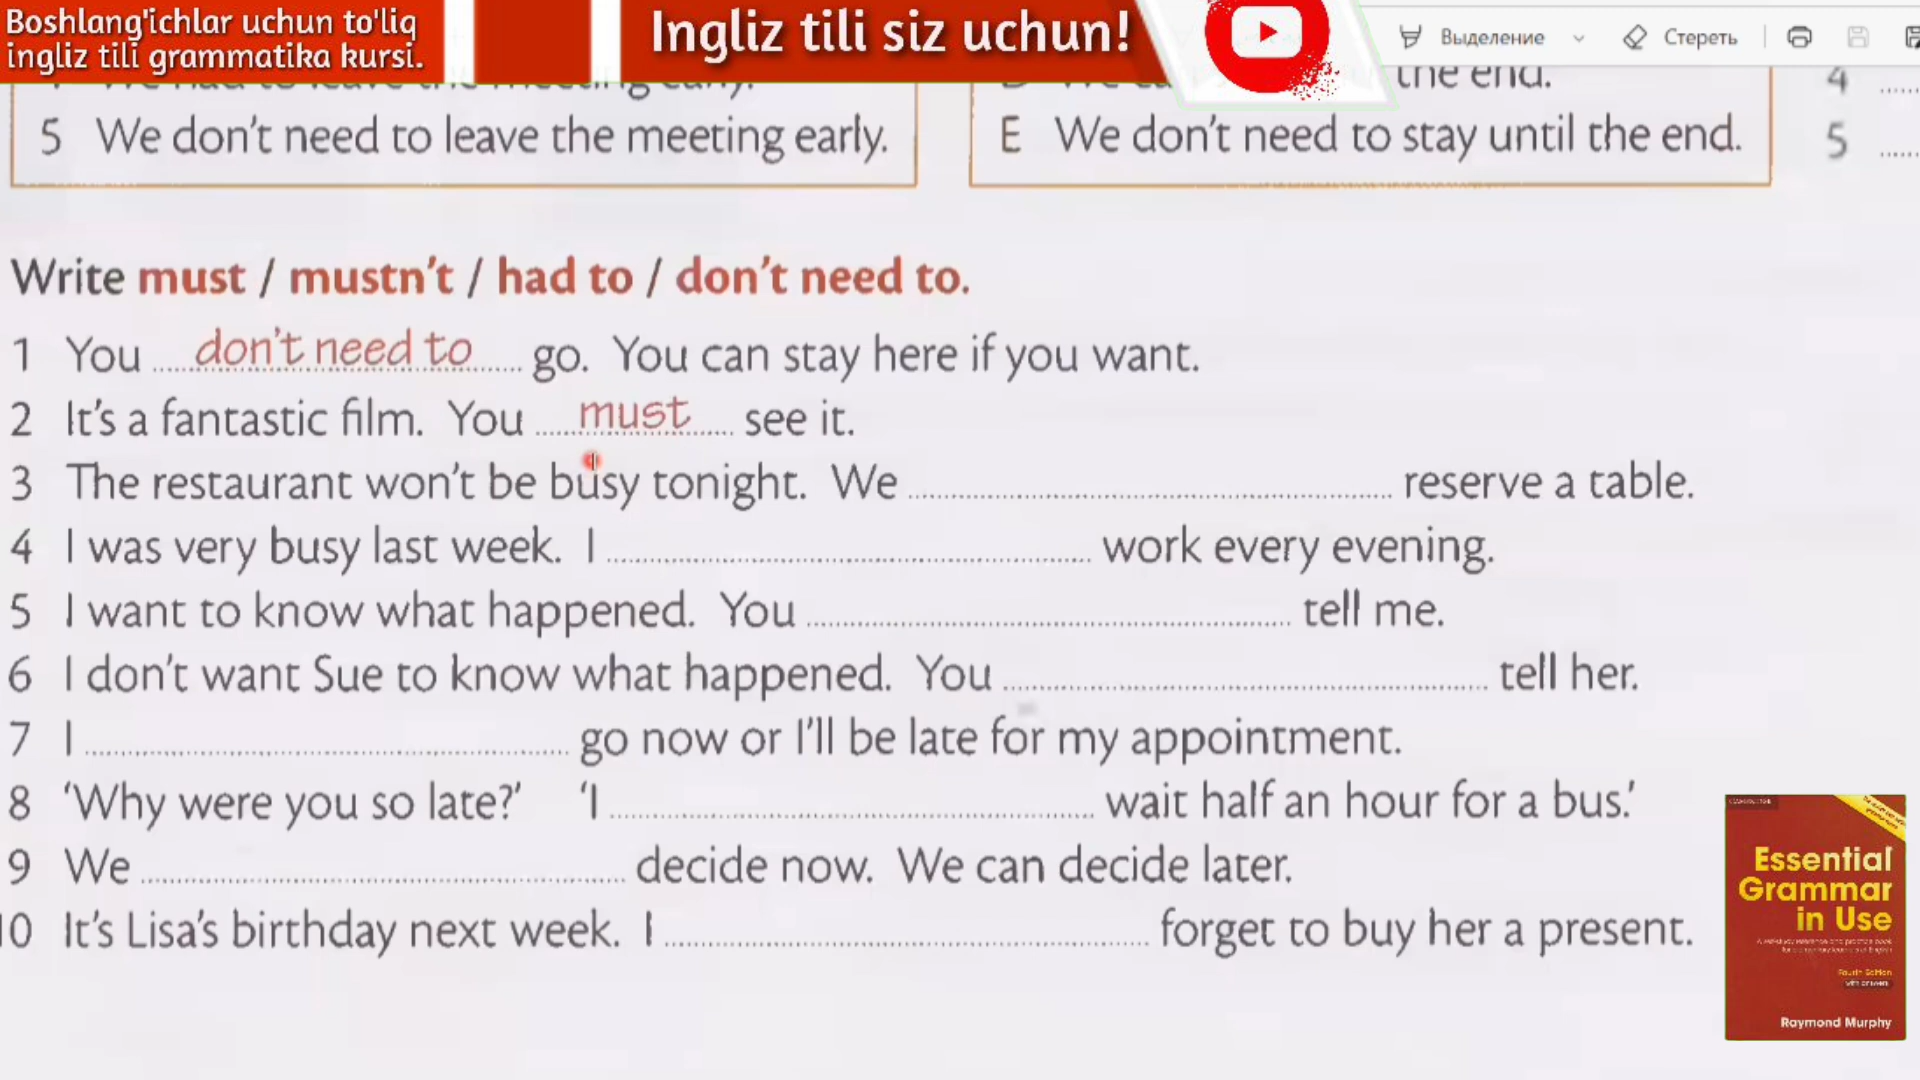 Boshlang'ichlar uchun to'liq
ingliz tili grammatika kursi.
Ingliz tili siz uchun!
Выделение
Стереть
the end.
4
5 We don't need to leave the meeting early.
E We don't need to stay until the end.
5
Write must / mustn't / had to / don't need to.
1 You don't need to go. You can stay here if you want.
2 It's a fantastic film. You must see it.
3 The restaurant won't be busy tonight. We ........ reserve a table.
4 I was very busy last week. I ........ work every evening.
5 I want to know what happened. You ........ tell me.
6 I don't want Sue to know what happened. You ........ tell her.
7 I ........ go now or I'll be late for my appointment.
8 'Why were you so late?' 'I ........ wait half an hour for a bus.'
9 We ........ decide now. We can decide later.
10 It's Lisa's birthday next week. I ........ forget to buy her a present.
Essential
Grammar
in Use
Fourth Edition
Raymond Murphy